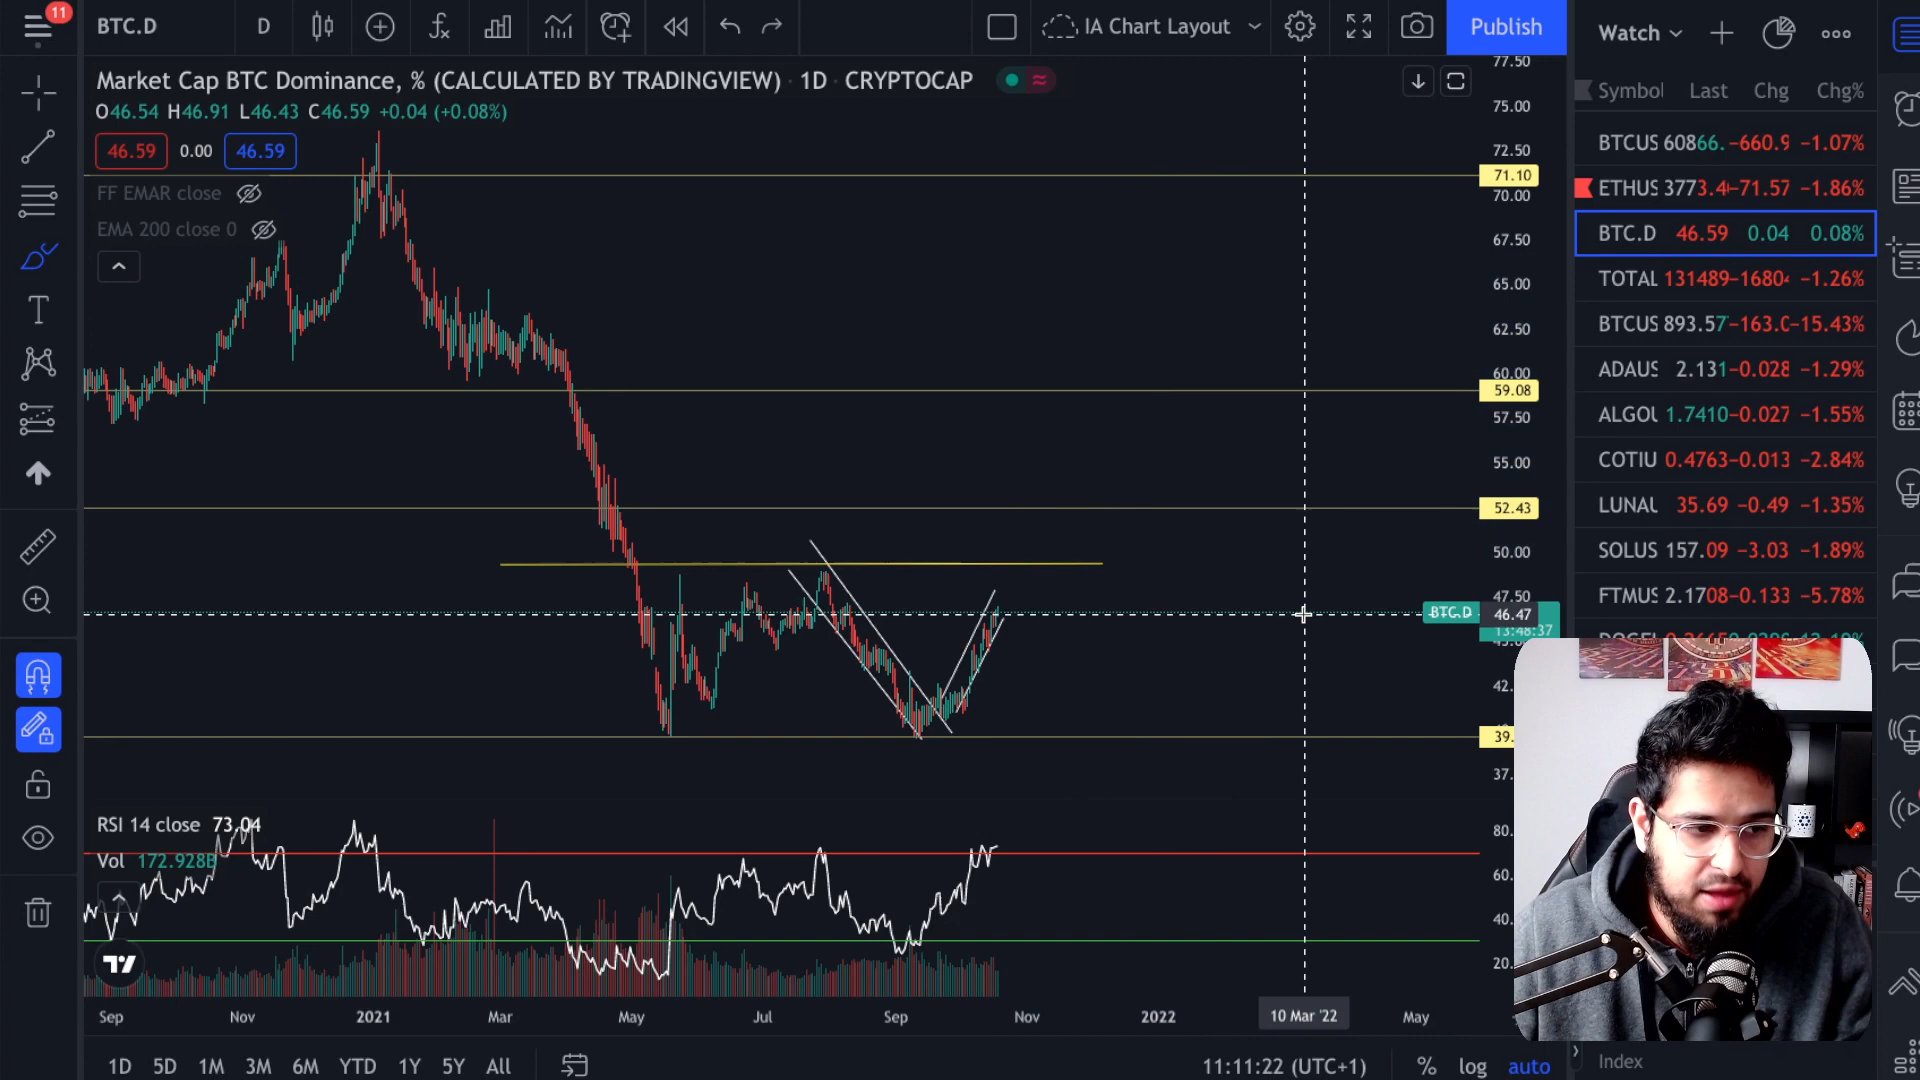 11
BTC.D
D
IA Chart Layout
Publish
Watch
Market Cap BTC Dominance, % (CALCULATED BY TRADINGVIEW) · 1D · CRYPTOCAP
O46.54 H46.91 L46.43 C46.59 +0.04 (+0.08%)
46.59 0.00 46.59
FF EMAR close
EMA 200 close 0
77.50
75.00
72.50
71.10
70.00
67.50
65.00
62.50
60.00
59.08
57.50
55.00
52.43
50.00
47.50
BTC.D 46.47
13:48:37
42.
39.
37.
Symbol Last Chg Chg%
BTCUS 60866. −660.9 −1.07%
ETHUS 3773.4 −71.57 −1.86%
BTC.D 46.59 0.04 0.08%
TOTAL 131489 −1680 −1.26%
BTCUS 893.57 −163.0 −15.43%
ADAUS 2.131 −0.028 −1.29%
ALGOU 1.7410 −0.027 −1.55%
COTIU 0.4763 −0.013 −2.84%
LUNAU 35.69 −0.49 −1.35%
SOLUS 157.09 −3.03 −1.89%
FTMUS 2.1708 −0.133 −5.78%
RSI 14 close 73.04
Vol 172.928B
80.
60.
40.
20.
Sep Nov 2021 Mar May Jul Sep Nov 2022 10 Mar '22 May
1D 5D 1M 3M 6M YTD 1Y 5Y All
11:11:22 (UTC+1) % log auto
Index